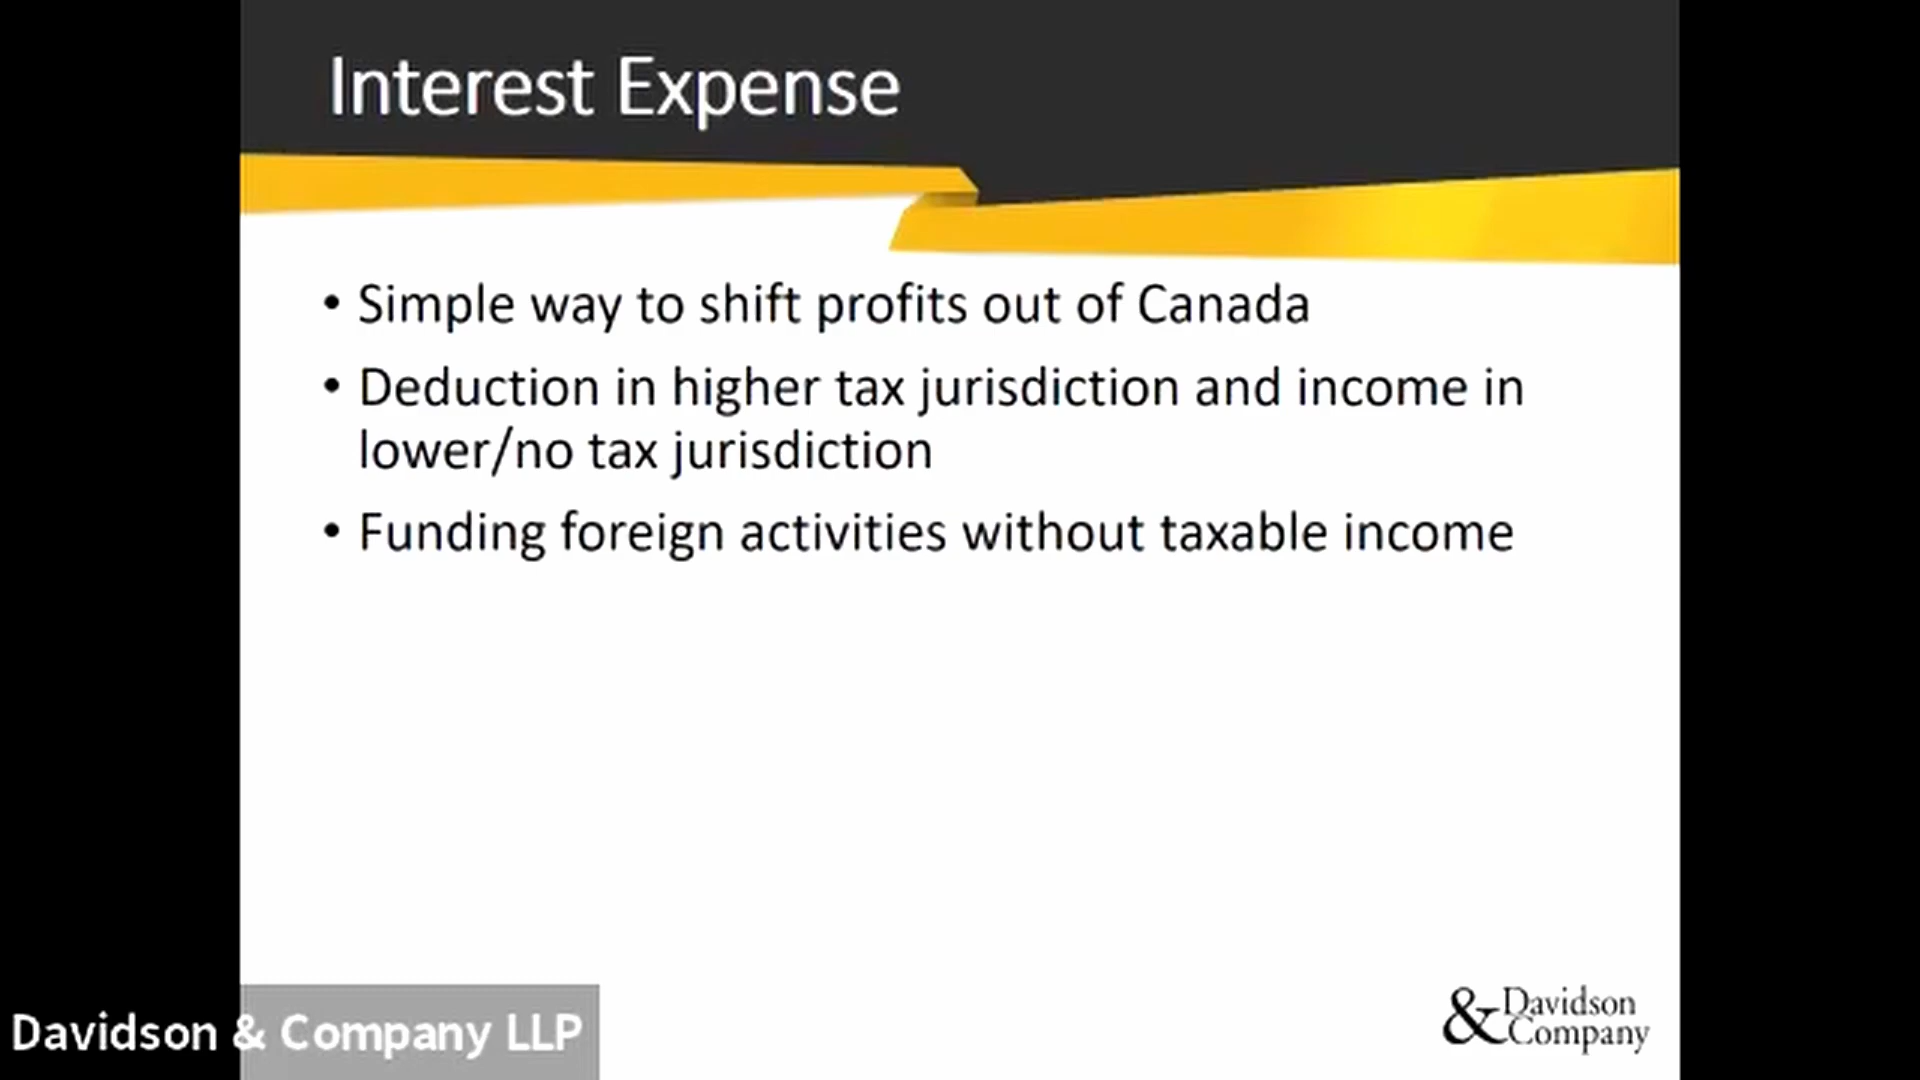 Interest Expense
• Simple way to shift profits out of Canada
• Deduction in higher tax jurisdiction and income in
lower/no tax jurisdiction
• Funding foreign activities without taxable income
Davidson & Company LLP
& Davidson
Company